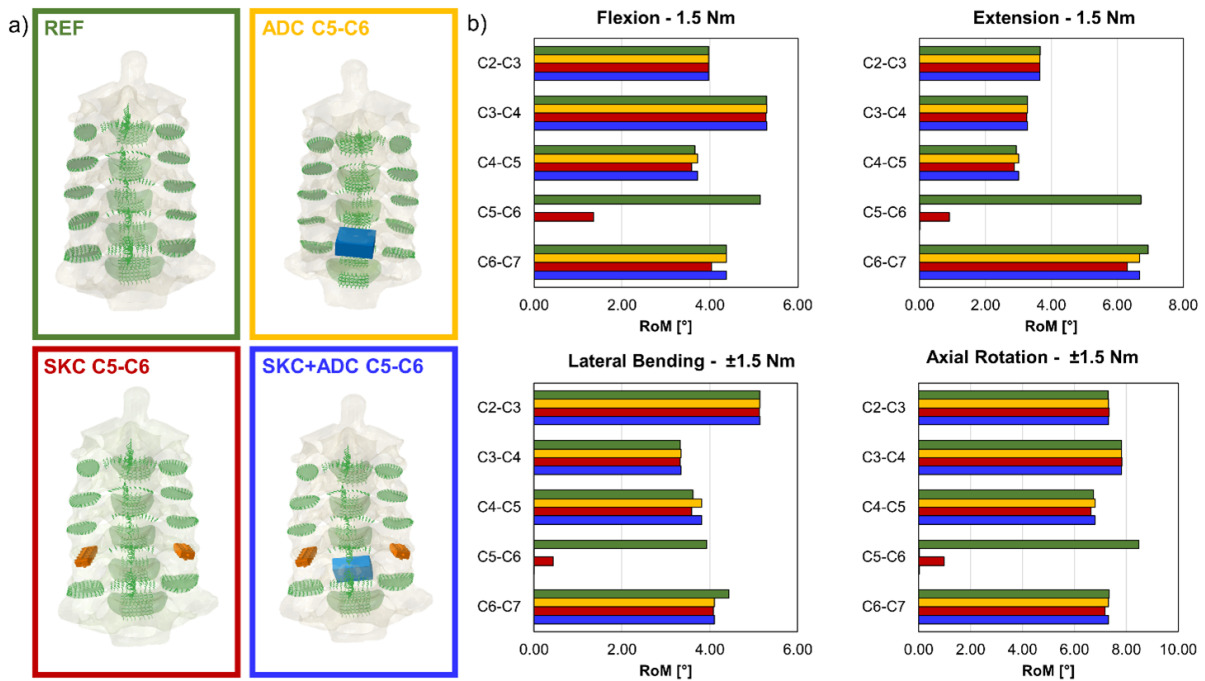 a)
REF
ADC C5-C6
SKC C5-C6
SKC+ADC C5-C6
b)
Flexion - 1.5 Nm
C2-C3
C3-C4
C4-C5
C5-C6
C6-C7
0.00 2.00 4.00 6.00
RoM [°]
Extension - 1.5 Nm
C2-C3
C3-C4
C4-C5
C5-C6
C6-C7
0.00 2.00 4.00 6.00 8.00
RoM [°]
Lateral Bending - ±1.5 Nm
C2-C3
C3-C4
C4-C5
C5-C6
C6-C7
0.00 2.00 4.00 6.00
RoM [°]
Axial Rotation - ±1.5 Nm
C2-C3
C3-C4
C4-C5
C5-C6
C6-C7
0.00 2.00 4.00 6.00 8.00 10.00
RoM [°]